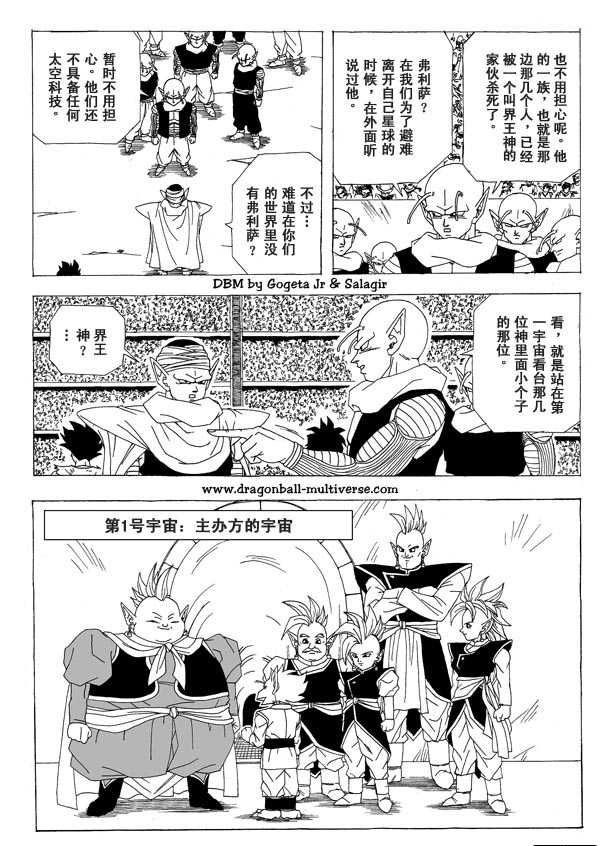 也不用担心呢。他
的一族，也就是那
边那几个人，已经
被一个叫界王神的
家伙杀死了。
弗利萨？
在我们为了避难
离开自己星球的
时候，在外面听
说过他。
不过…
难道在你们
的世界里没
有弗利萨？
暂时不用担
心。他们还
不具备任何
太空科技。
DBM by Gogeta Jr & Salagir
看，就是站在第
一宇宙看台那几
位神里面小个子
的那位。
界王
神？
…
www.dragonball-multiverse.com
第1号宇宙：主办方的宇宙